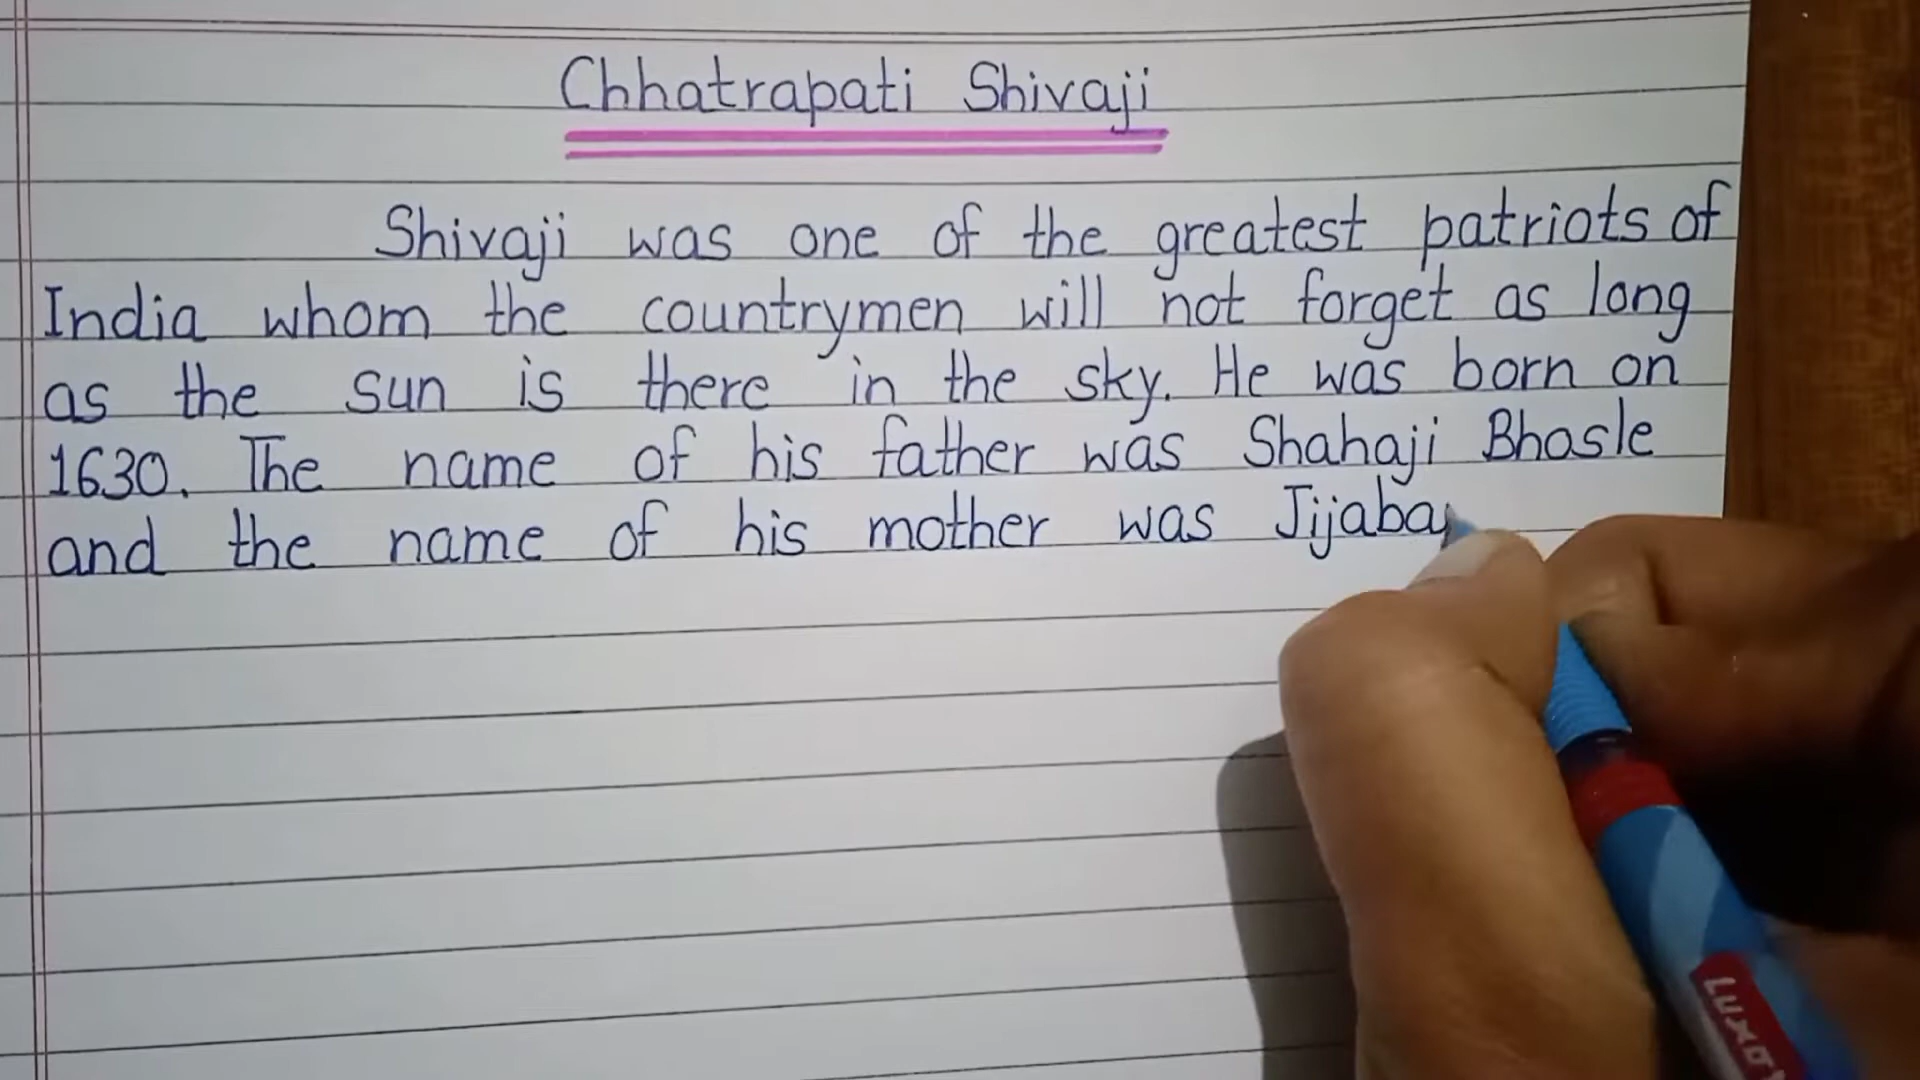 Chhatrapati Shivaji
Shivaji was one of the greatest patriots of
India whom the countrymen will not forget as long
as the sun is there in the sky. He was born on
1630. The name of his father was Shahaji Bhosle
and the name of his mother was Jijaba